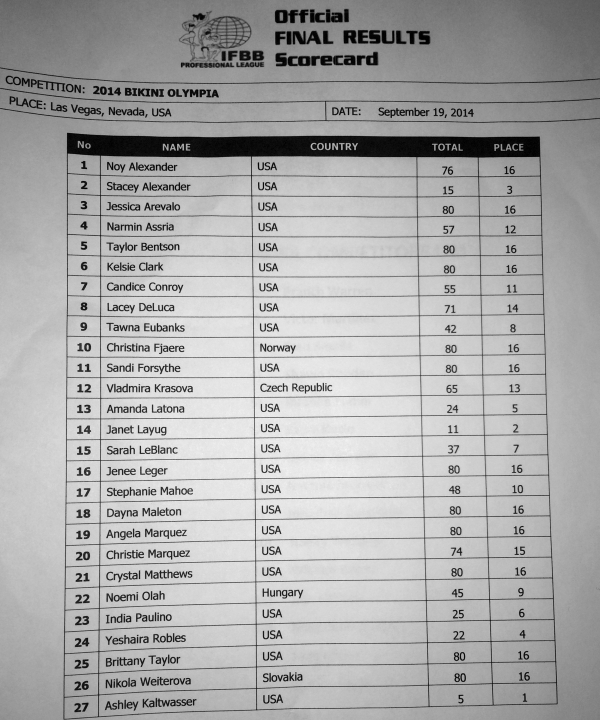 Official
FINAL RESULTS
Scorecard
IFBB
PROFESSIONAL LEAGUE
COMPETITION: 2014 BIKINI OLYMPIA
PLACE: Las Vegas, Nevada, USA DATE: September 19, 2014
No NAME COUNTRY TOTAL PLACE
1 Noy Alexander USA 76 16
2 Stacey Alexander USA 15 3
3 Jessica Arevalo USA 80 16
4 Narmin Assria USA 57 12
5 Taylor Bentson USA 80 16
6 Kelsie Clark USA 80 16
7 Candice Conroy USA 55 11
8 Lacey DeLuca USA 71 14
9 Tawna Eubanks USA 42 8
10 Christina Fjaere Norway 80 16
11 Sandi Forsythe USA 80 16
12 Vladmira Krasova Czech Republic 65 13
13 Amanda Latona USA 24 5
14 Janet Layug USA 11 2
15 Sarah LeBlanc USA 37 7
16 Jenee Leger USA 80 16
17 Stephanie Mahoe USA 48 10
18 Dayna Maleton USA 80 16
19 Angela Marquez USA 80 16
20 Christie Marquez USA 74 15
21 Crystal Matthews USA 80 16
22 Noemi Olah Hungary 45 9
23 India Paulino USA 25 6
24 Yeshaira Robles USA 22 4
25 Brittany Taylor USA 80 16
26 Nikola Weiterova Slovakia 80 16
27 Ashley Kaltwasser USA 5 1